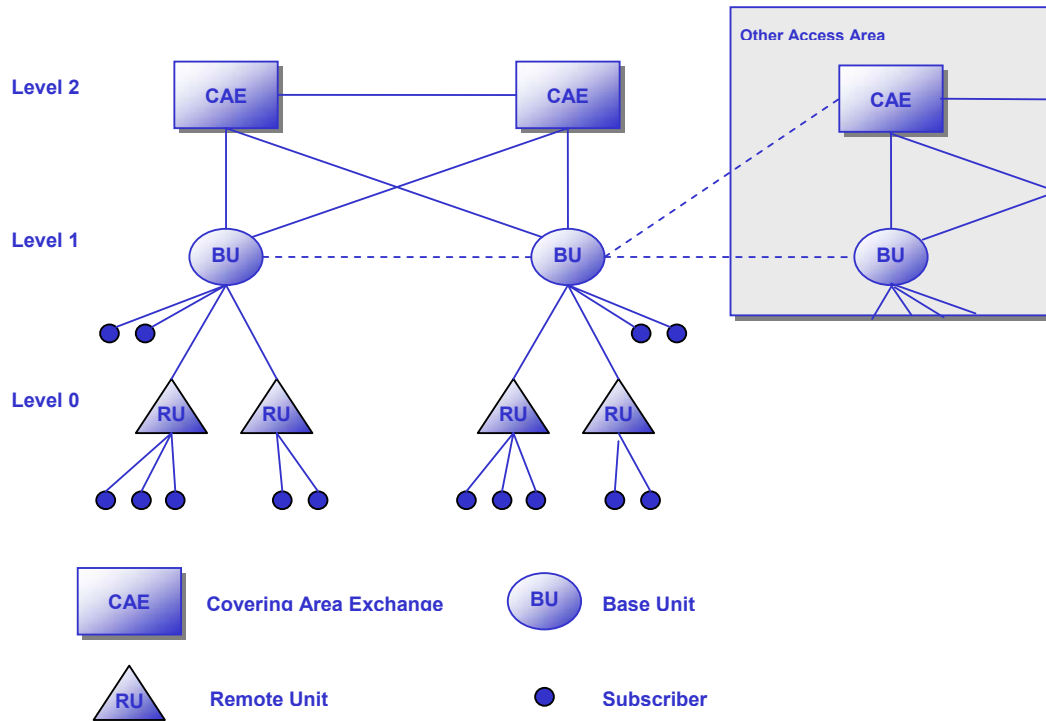 Other Access Area
Level 2
CAE
CAE
CAE
Level 1
BU
BU
BU
Level 0
RU
RU
RU
RU
CAE
Covering Area Exchange
BU
Base Unit
RU
Remote Unit
Subscriber